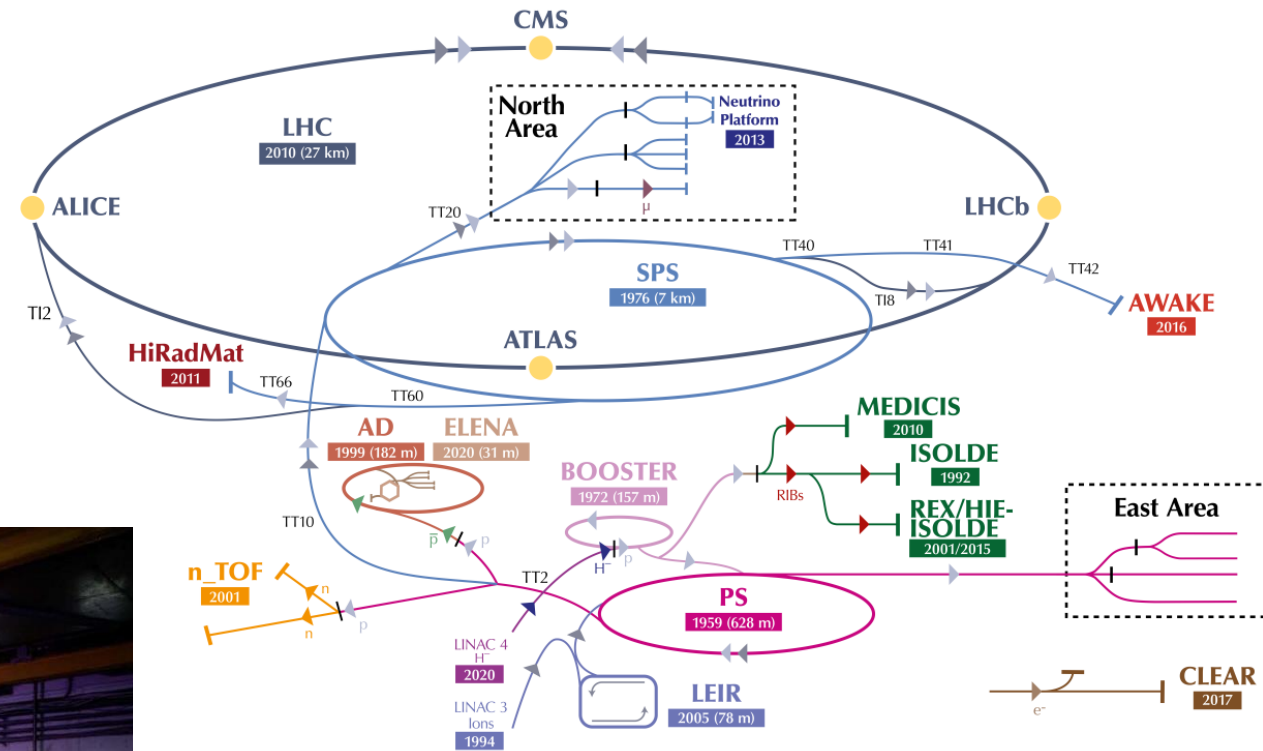 CMS
North
Area
Neutrino
Platform
2013
LHC
2010 (27 km)
μ
ALICE
LHCb
TT20
TT40
TT41
TT42
SPS
1976 (7 km)
TI8
TI2
AWAKE
2016
ATLAS
HiRadMat
2011
TT66
TT60
MEDICIS
2010
AD
1999 (182 m)
ELENA
2020 (31 m)
BOOSTER
1972 (157 m)
ISOLDE
1992
RIBs
REX/HIE-
ISOLDE
2001/2015
East Area
TT10
p̅
p
H⁻
p
TT2
n_TOF
2001
n
n
p
PS
1959 (628 m)
LINAC 4
H⁻
2020
LINAC 3
Ions
1994
LEIR
2005 (78 m)
CLEAR
2017
e⁻